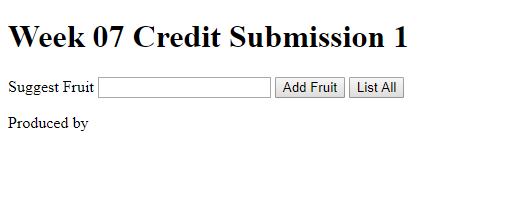 Week 07 Credit Submission 1
Suggest Fruit Add Fruit List All
Produced by